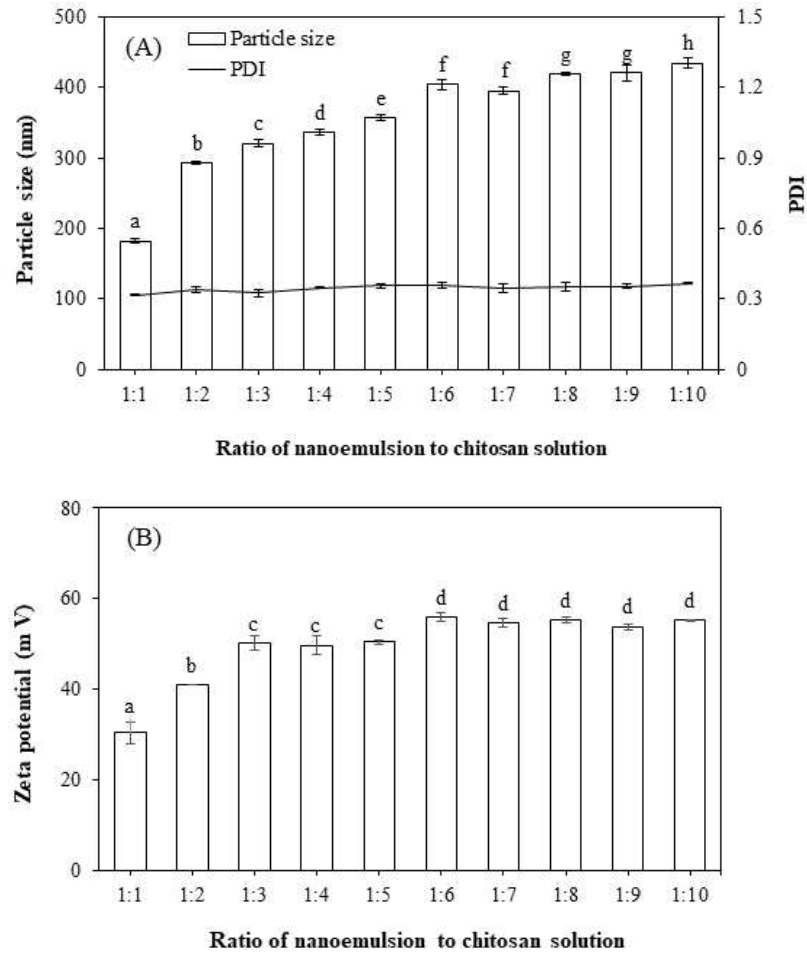 (A)
Particle size
PDI
Particle size (nm)
500
400
300
200
100
0
1.5
1.2
0.9
0.6
0.3
0
PDI
a
b
c
d
e
f
f
g
g
h
1:1 1:2 1:3 1:4 1:5 1:6 1:7 1:8 1:9 1:10
Ratio of nanoemulsion to chitosan solution
(B)
Zeta potential (m V)
80
60
40
20
0
a
b
c
c
c
d
d
d
d
d
1:1 1:2 1:3 1:4 1:5 1:6 1:7 1:8 1:9 1:10
Ratio of nanoemulsion to chitosan solution